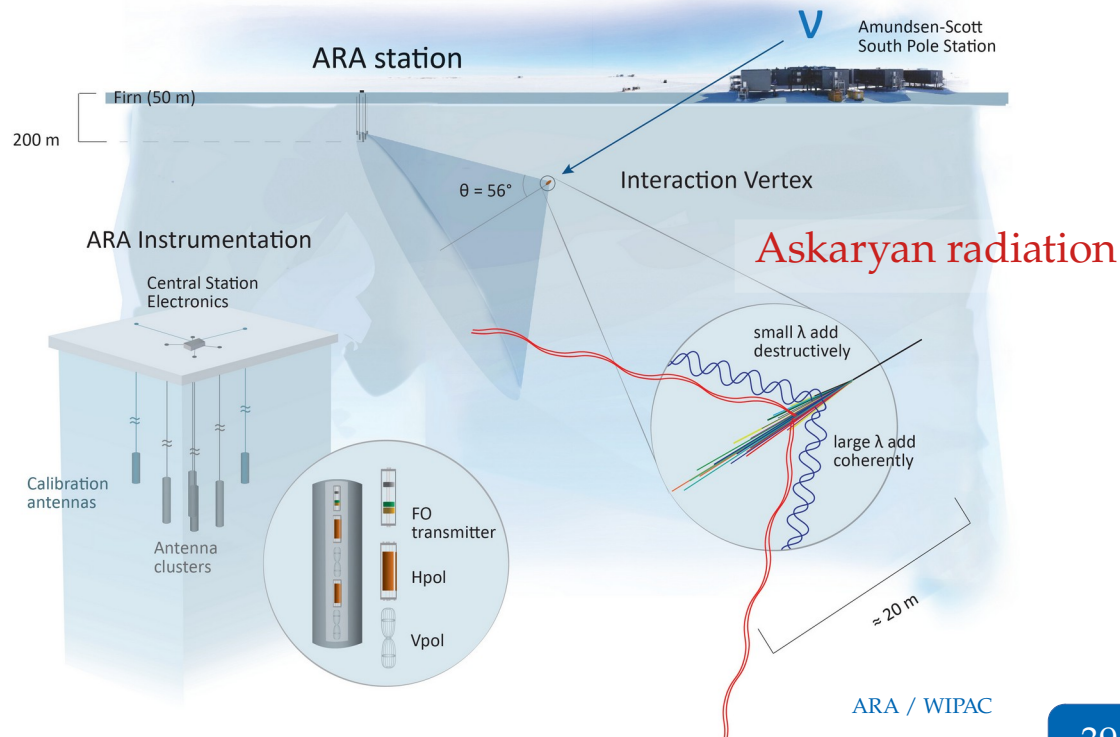 ν
Amundsen-Scott
South Pole Station
ARA station
Firn (50 m)
200 m
θ = 56°
Interaction Vertex
Askaryan radiation
ARA Instrumentation
Central Station
Electronics
small λ add
destructively
large λ add
coherently
Calibration
antennas
Antenna
clusters
FO
transmitter
Hpol
Vpol
≈ 20 m
ARA / WIPAC
39